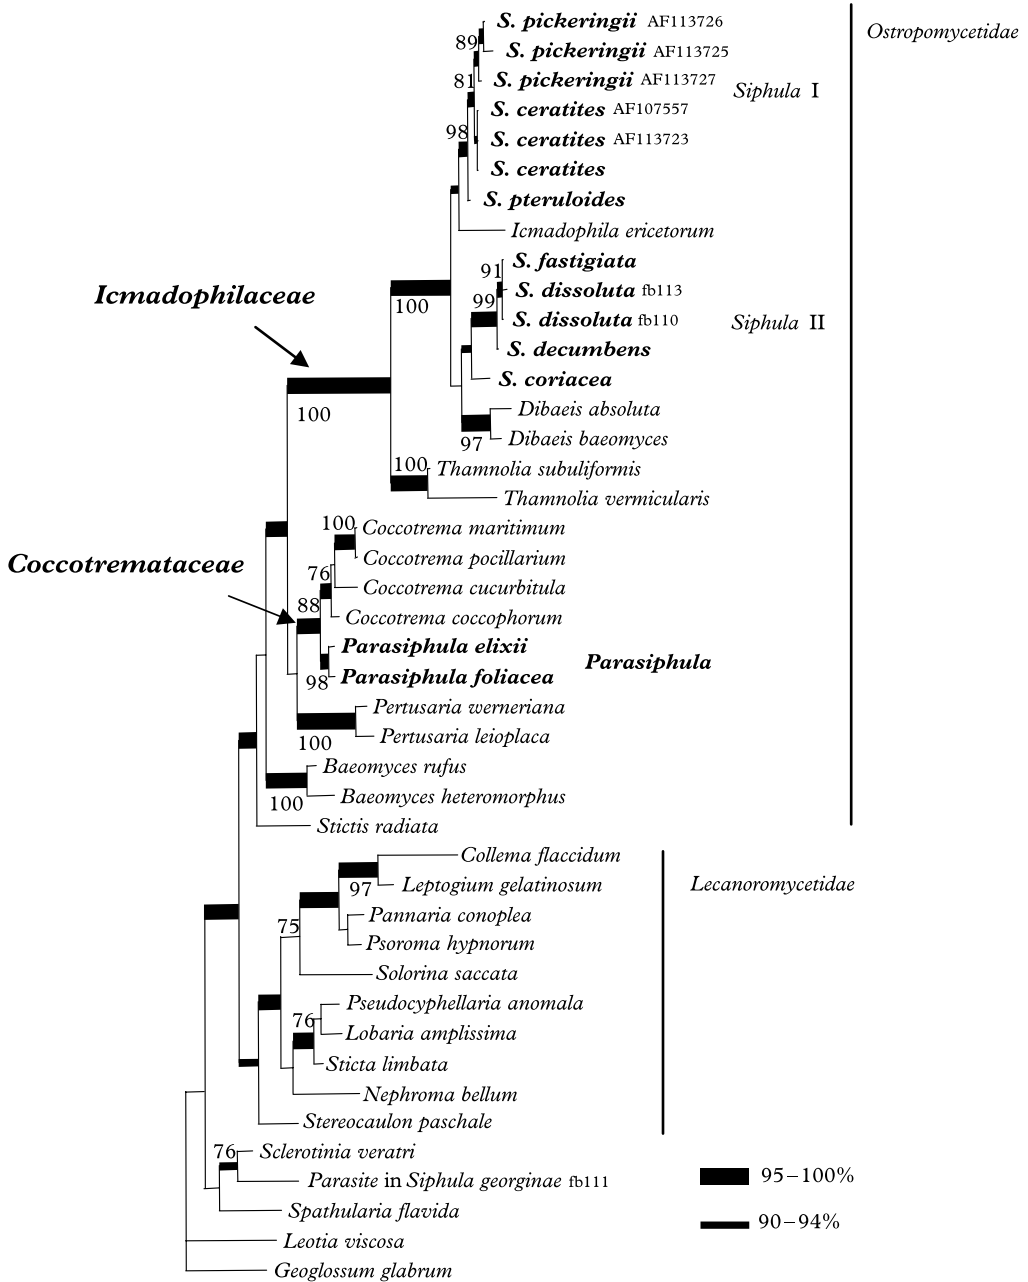 S. pickeringii AF113726
Ostropomycetidae
89
S. pickeringii AF113725
81
S. pickeringii AF113727
Siphula I
S. ceratites AF107557
98
S. ceratites AF113723
S. ceratites
S. pteruloides
Icmadophila ericetorum
S. fastigiata
91
S. dissoluta fb113
Icmadophilaceae
100
99
S. dissoluta fb110
Siphula II
S. decumbens
S. coriacea
100
Dibaeis absoluta
97
Dibaeis baeomyces
100
Thamnolia subuliformis
Thamnolia vermicularis
100
Coccotrema maritimum
Coccotremataceae
Coccotrema pocillarium
76
Coccotrema cucurbitula
88
Coccotrema coccophorum
Parasiphula elixii
Parasiphula
98
Parasiphula foliacea
Pertusaria werneriana
100
Pertusaria leioplaca
Baeomyces rufus
100
Baeomyces heteromorphus
Stictis radiata
Collema flaccidum
97
Leptogium gelatinosum
Lecanoromycetidae
75
Pannaria conoplea
Psoroma hypnorum
Solorina saccata
Pseudocyphellaria anomala
76
Lobaria amplissima
Sticta limbata
Nephroma bellum
Stereocaulon paschale
76
Sclerotinia veratri
Parasite in Siphula georginae fb111
95–100%
Spathularia flavida
90–94%
Leotia viscosa
Geoglossum glabrum